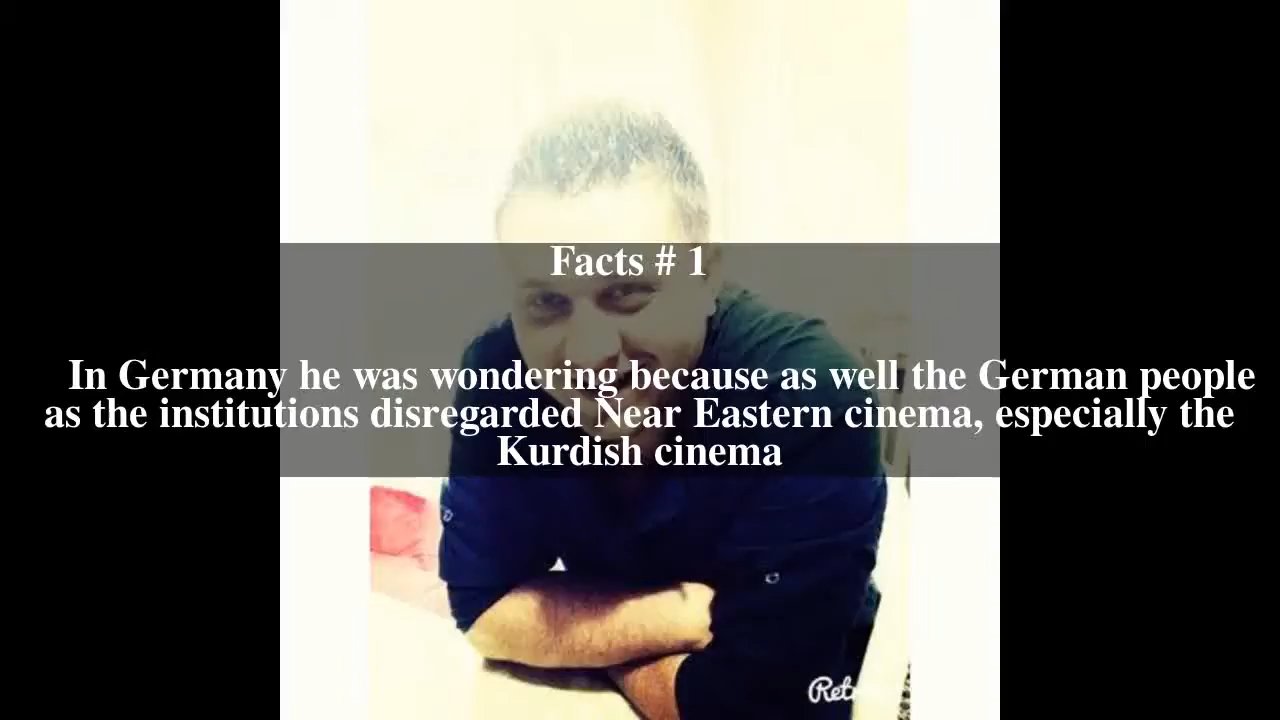 Facts # 1
In Germany he was wondering because as well the German people
as the institutions disregarded Near Eastern cinema, especially the
Kurdish cinema